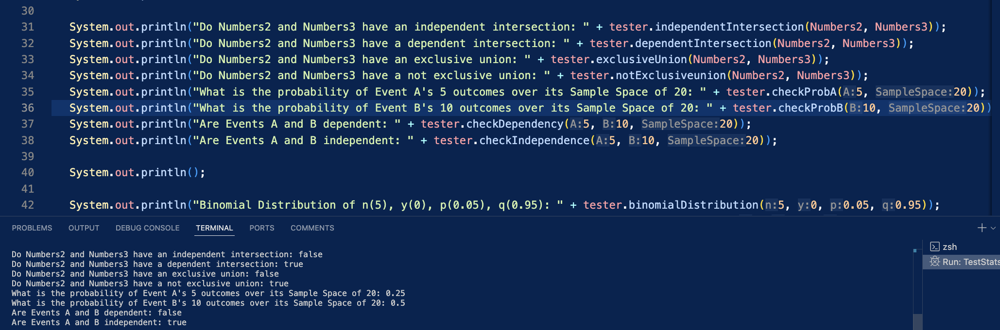 30
31 System.out.println("Do Numbers2 and Numbers3 have an independent intersection: " + tester.independentIntersection(Numbers2, Numbers3));
32 System.out.println("Do Numbers2 and Numbers3 have a dependent intersection: " + tester.dependentIntersection(Numbers2, Numbers3));
33 System.out.println("Do Numbers2 and Numbers3 have an exclusive union: " + tester.exclusiveUnion(Numbers2, Numbers3));
34 System.out.println("Do Numbers2 and Numbers3 have a not exclusive union: " + tester.notExclusiveunion(Numbers2, Numbers3));
35 System.out.println("What is the probability of Event A's 5 outcomes over its Sample Space of 20: " + tester.checkProbA(A:5, SampleSpace:20));
36 System.out.println("What is the probability of Event B's 10 outcomes over its Sample Space of 20: " + tester.checkProbB(B:10, SampleSpace:20))
37 System.out.println("Are Events A and B dependent: " + tester.checkDependency(A:5, B:10, SampleSpace:20));
38 System.out.println("Are Events A and B independent: " + tester.checkIndependence(A:5, B:10, SampleSpace:20));
39
40 System.out.println();
41
42 System.out.println("Binomial Distribution of n(5), y(0), p(0.05), q(0.95): " + tester.binomialDistribution(n:5, y:0, p:0.05, q:0.95));
PROBLEMS OUTPUT DEBUG CONSOLE TERMINAL PORTS COMMENTS
Do Numbers2 and Numbers3 have an independent intersection: false
Do Numbers2 and Numbers3 have a dependent intersection: true
Do Numbers2 and Numbers3 have an exclusive union: false
Do Numbers2 and Numbers3 have a not exclusive union: true
What is the probability of Event A's 5 outcomes over its Sample Space of 20: 0.25
What is the probability of Event B's 10 outcomes over its Sample Space of 20: 0.5
Are Events A and B dependent: false
Are Events A and B independent: true
zsh
Run: TestStats